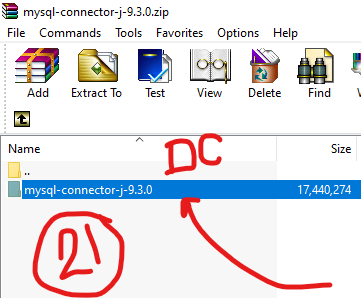 mysql-connector-j-9.3.0.zip
File Commands Tools Favorites Options Help
Add Extract To Test View Delete Find
Name Size
DC
..
mysql-connector-j-9.3.0 17,440,274
21